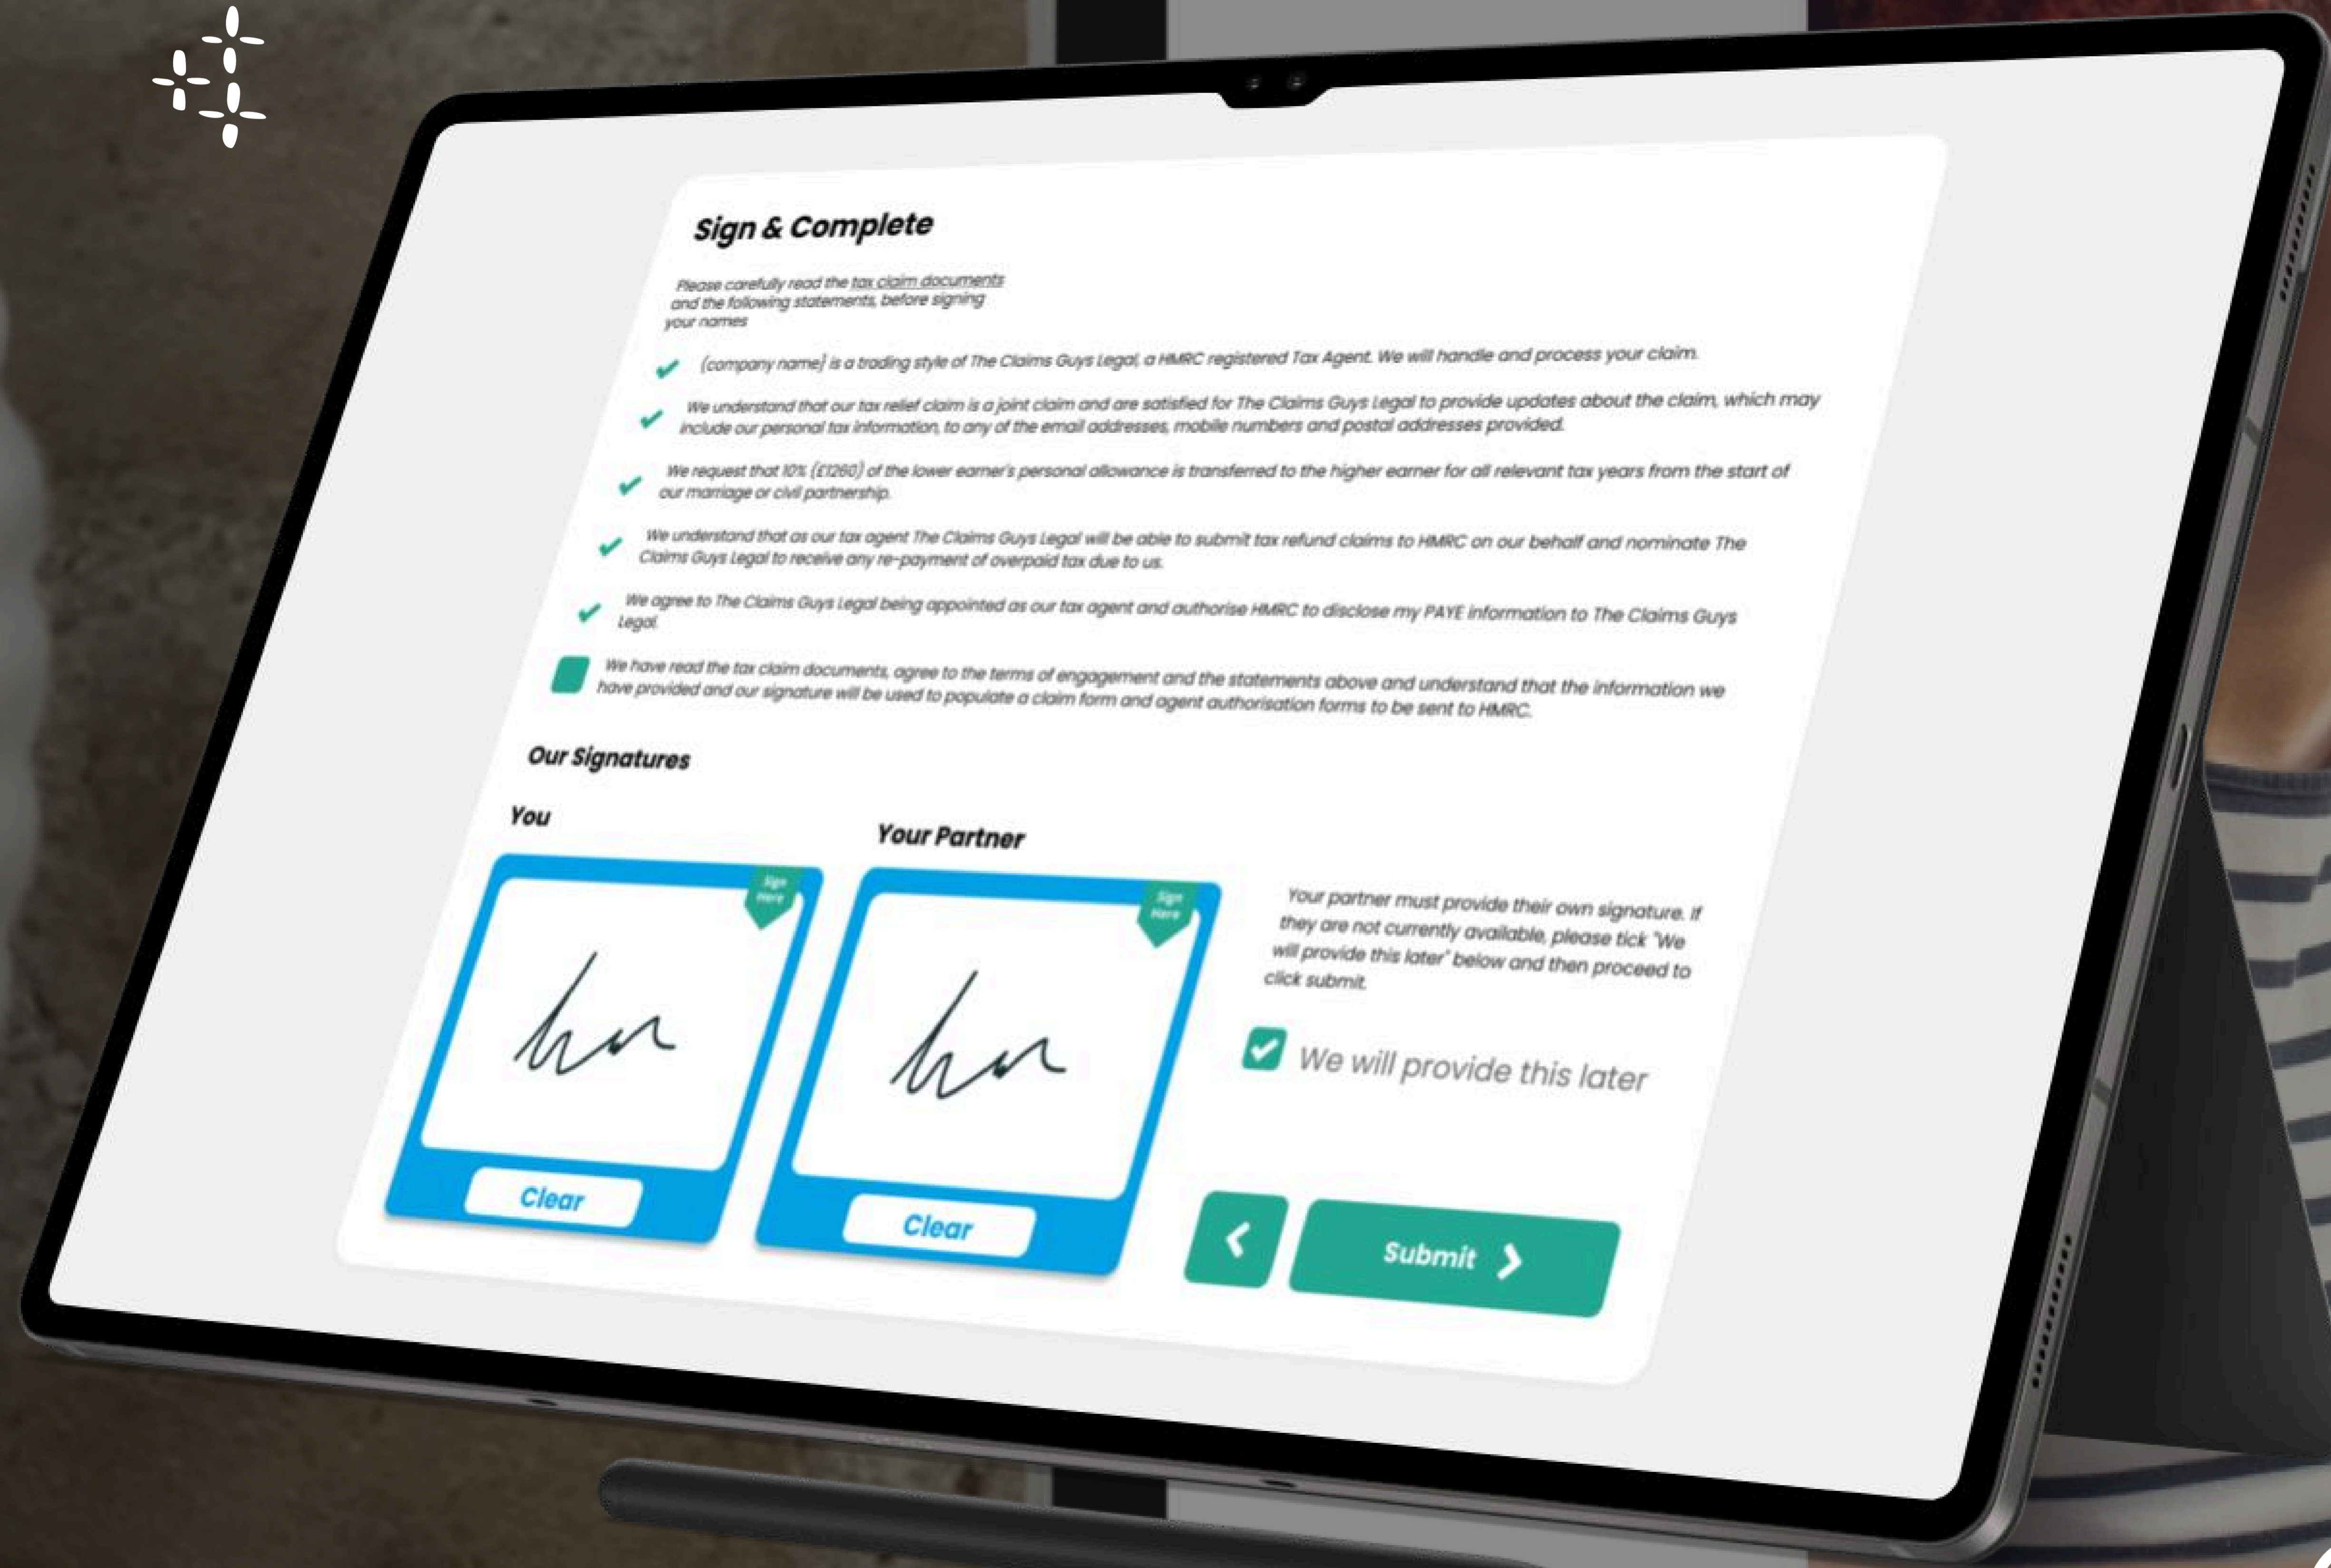 Sign & Complete
Please carefully read the tax claim documents
and the following statements, before signing
your names
(company name) is a trading style of The Claims Guys Legal, a HMRC registered Tax Agent. We will handle and process your claim.
We understand that our tax relief claim is a joint claim and are satisfied for The Claims Guys Legal to provide updates about the claim, which may
include our personal tax information, to any of the email addresses, mobile numbers and postal addresses provided.
We request that 10% (£1260) of the lower earner's personal allowance is transferred to the higher earner for all relevant tax years from the start of
our marriage or civil partnership.
We understand that as our tax agent The Claims Guys Legal will be able to submit tax refund claims to HMRC on our behalf and nominate The
Claims Guys Legal to receive any re-payment of overpaid tax due to us.
We agree to The Claims Guys Legal being appointed as our tax agent and authorise HMRC to disclose my PAYE information to The Claims Guys
Legal.
We have read the tax claim documents, agree to the terms of engagement and the statements above and understand that the information we
have provided and our signature will be used to populate a claim form and agent authorisation forms to be sent to HMRC.
Our Signatures
You
Your Partner
Sign
Here
Sign
Here
Clear
Clear
Your partner must provide their own signature. If
they are not currently available, please tick "We
will provide this later" below and then proceed to
click submit.
We will provide this later
Submit